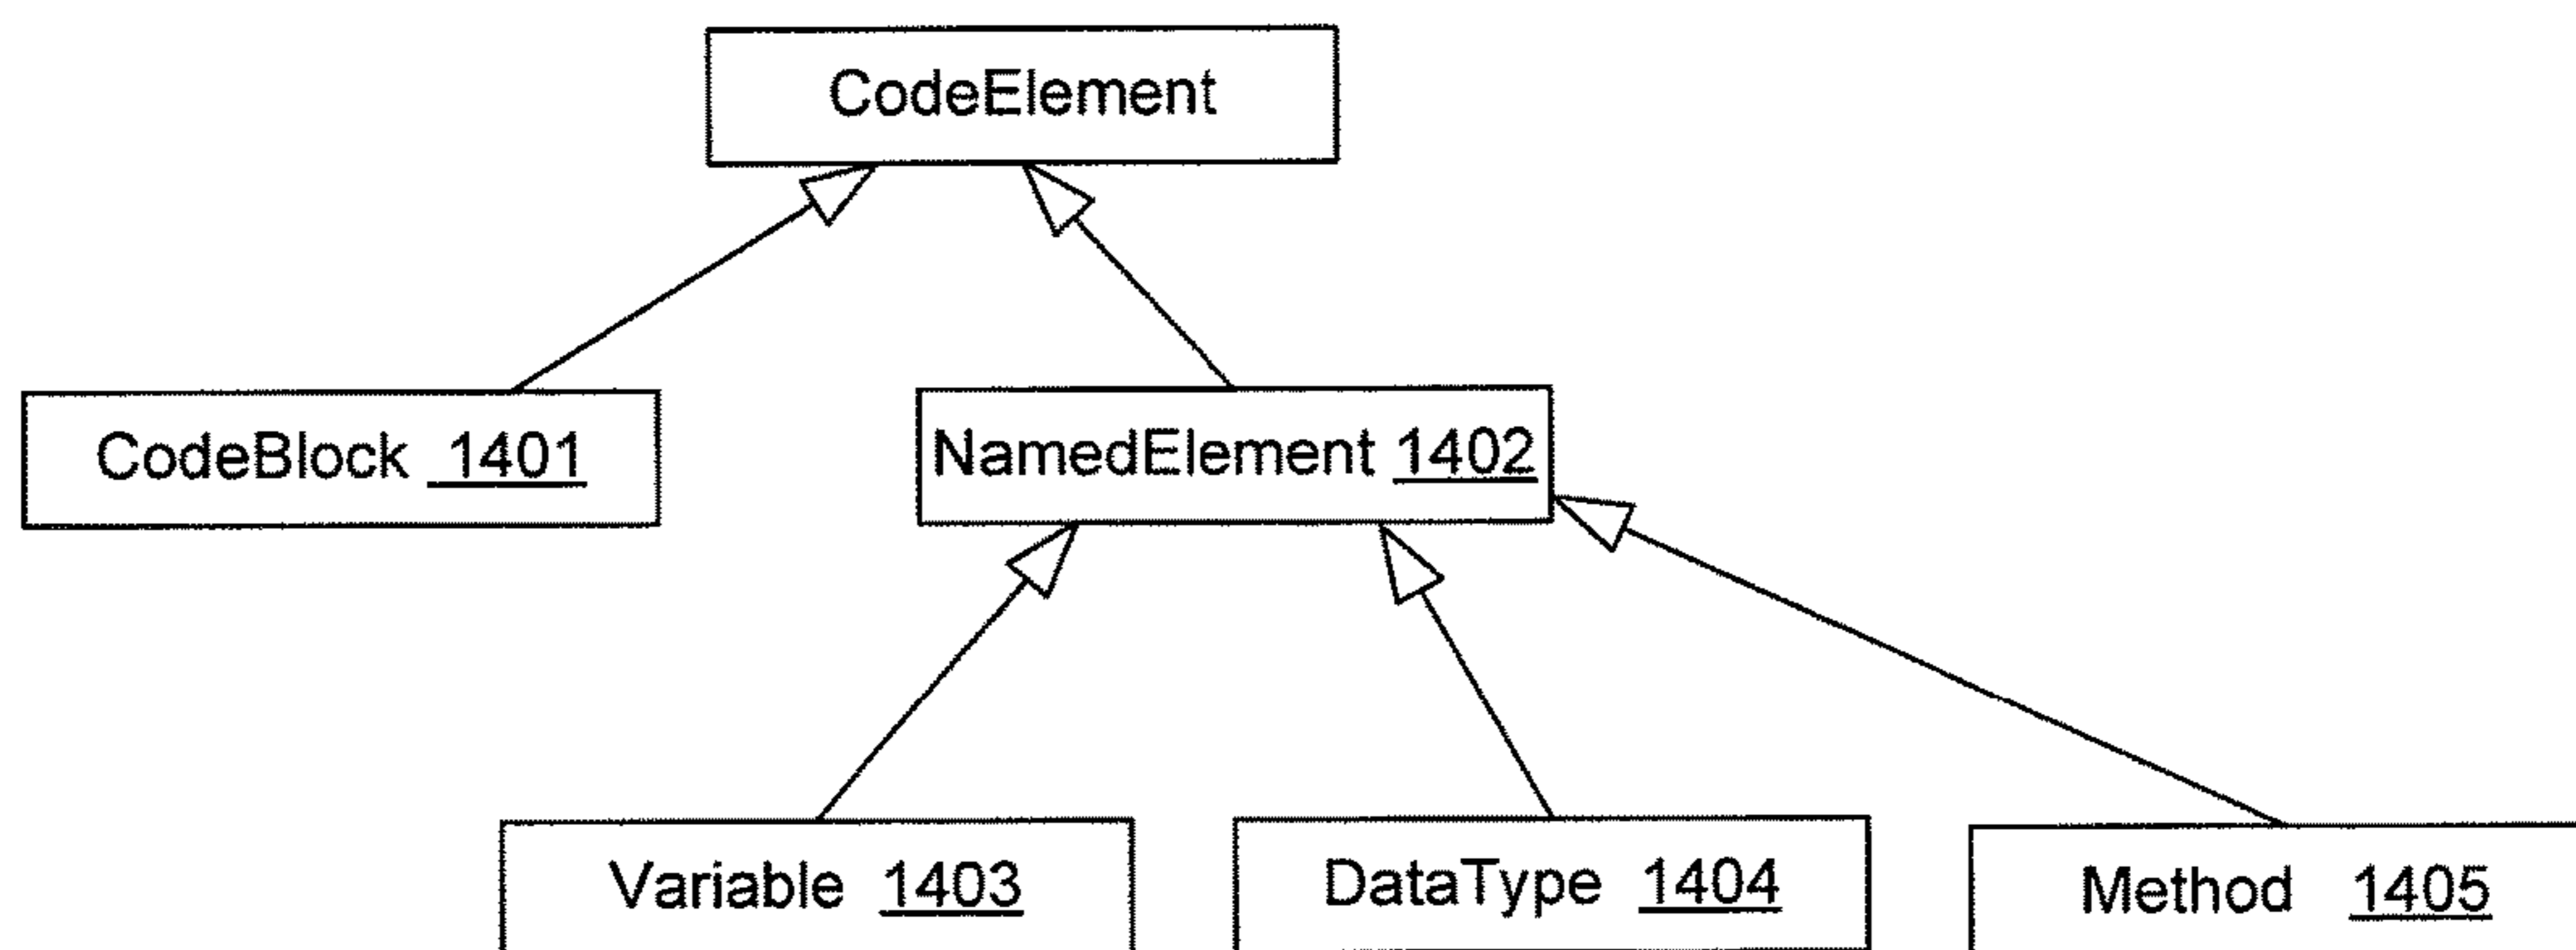 CodeElement
CodeBlock 1401
NamedElement 1402
Variable 1403
DataType 1404
Method 1405